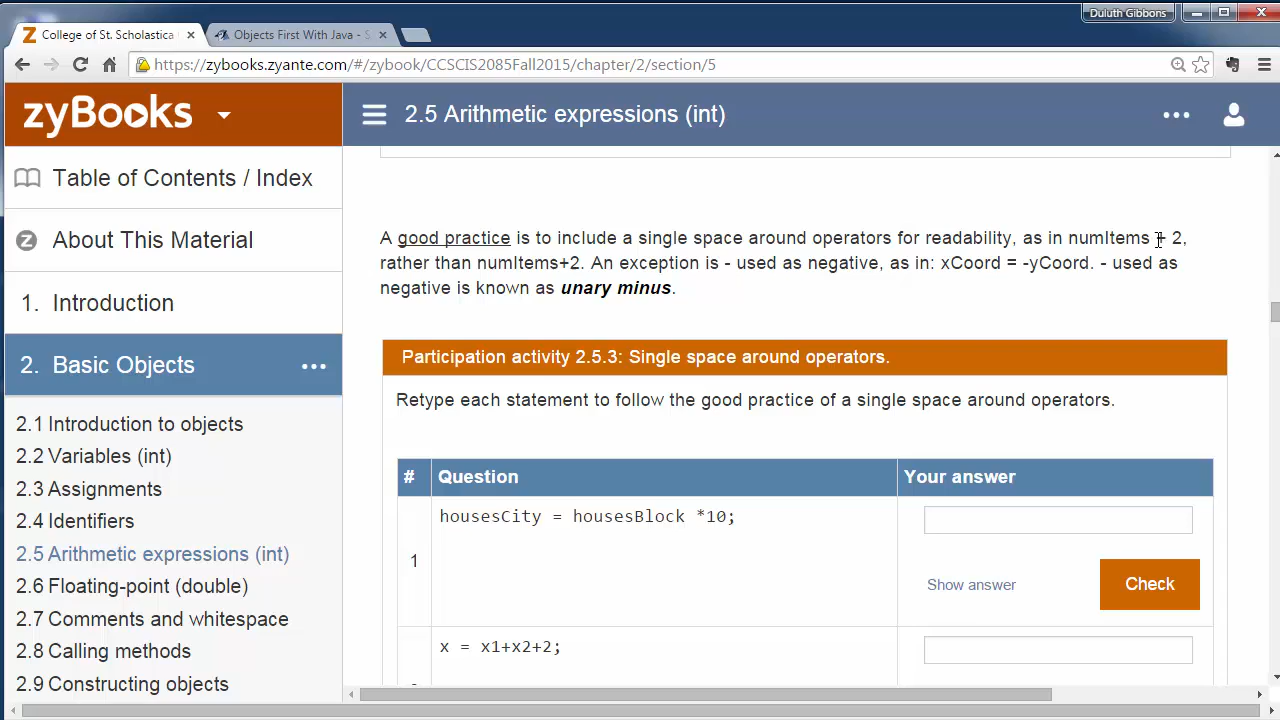 Duluth Gibbons
College of St. Scholastica
Objects First With Java - S
https://zybooks.zyante.com/#/zybook/CCSCIS2085Fall2015/chapter/2/section/5
zyBooks
2.5 Arithmetic expressions (int)
Table of Contents / Index
About This Material
1. Introduction
2. Basic Objects
2.1 Introduction to objects
2.2 Variables (int)
2.3 Assignments
2.4 Identifiers
2.5 Arithmetic expressions (int)
2.6 Floating-point (double)
2.7 Comments and whitespace
2.8 Calling methods
2.9 Constructing objects
A good practice is to include a single space around operators for readability, as in numItems + 2,
rather than numItems+2. An exception is - used as negative, as in: xCoord = -yCoord. - used as
negative is known as unary minus.
Participation activity 2.5.3: Single space around operators.
Retype each statement to follow the good practice of a single space around operators.
# Question Your answer
housesCity = housesBlock *10;
1
Show answer Check
x = x1+x2+2;